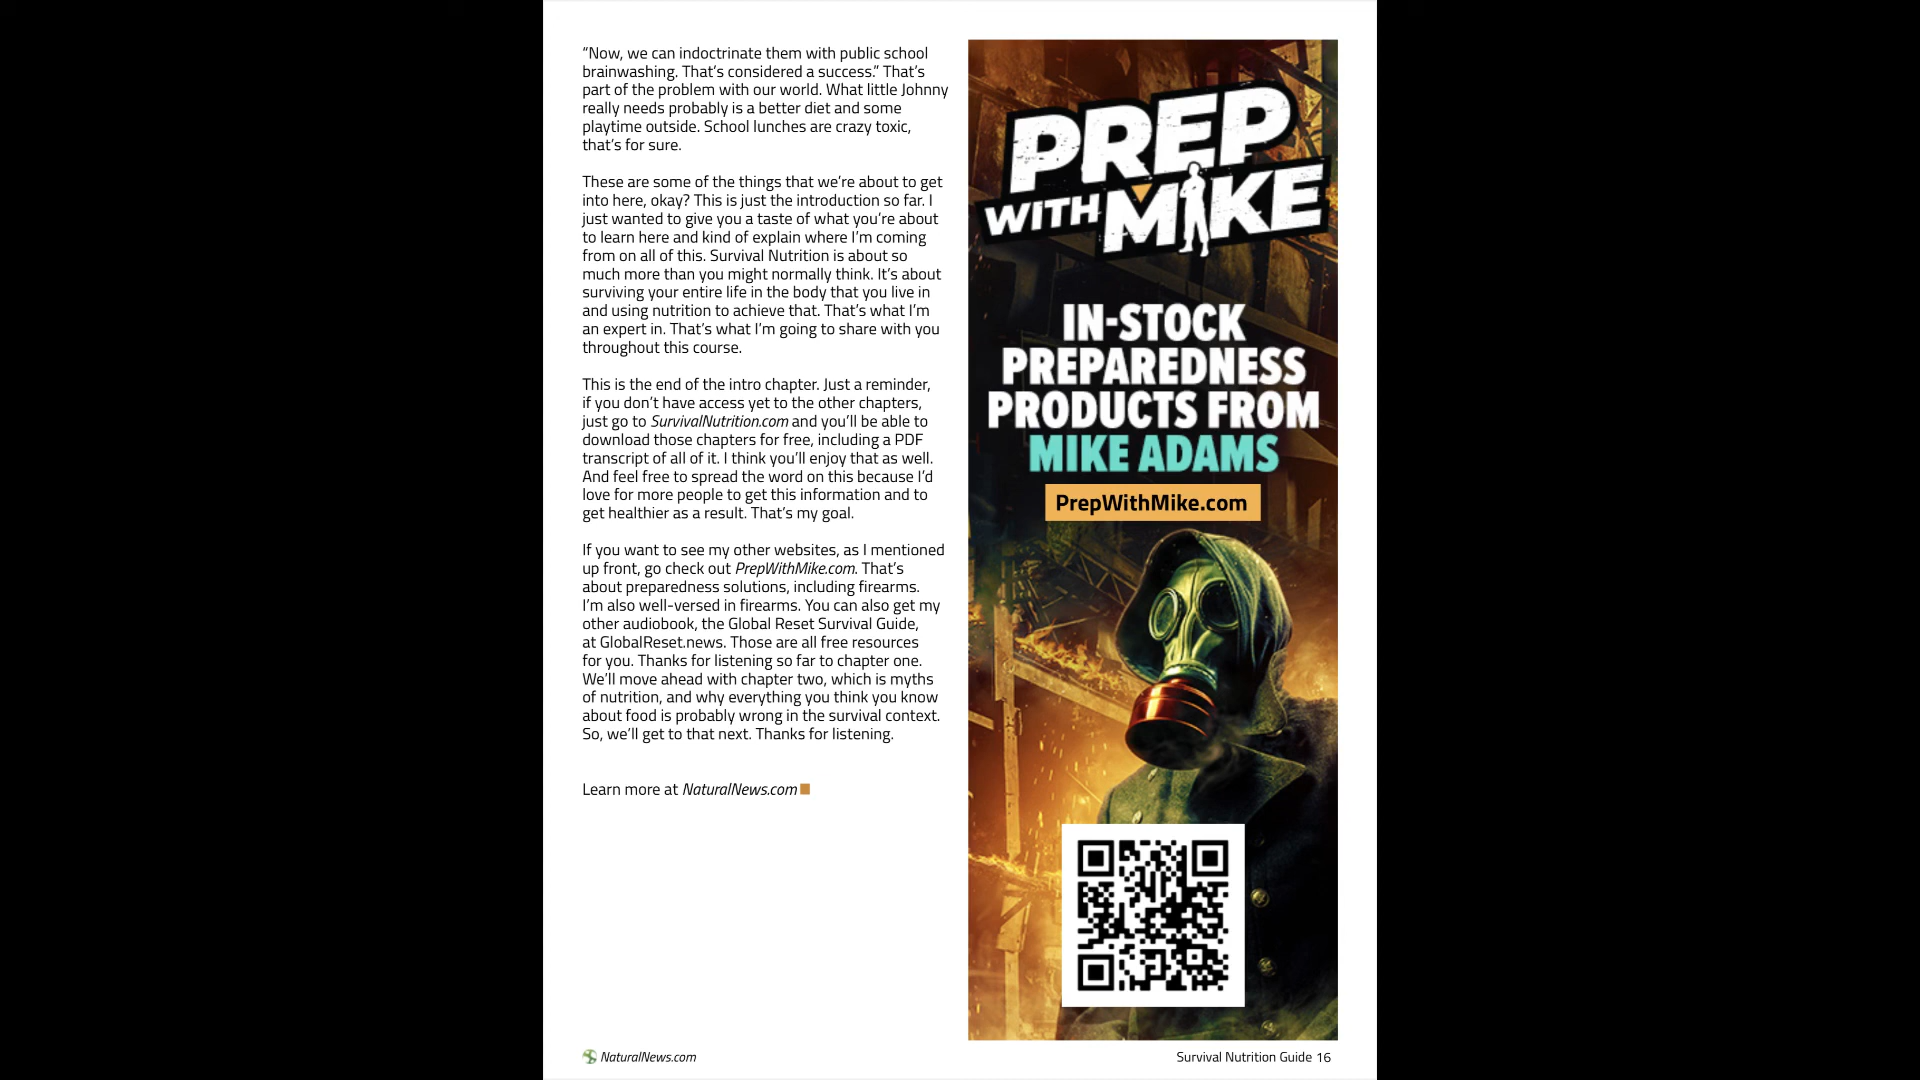 “Now, we can indoctrinate them with public school
brainwashing. That’s considered a success.” That’s
part of the problem with our world. What little Johnny
really needs probably is a better diet and some
playtime outside. School lunches are crazy toxic,
that’s for sure.
These are some of the things that we’re about to get
into here, okay? This is just the introduction so far. I
just wanted to give you a taste of what you’re about
to learn here and kind of explain where I’m coming
from on all of this. Survival Nutrition is about so
much more than you might normally think. It’s about
surviving your entire life in the body that you live in
and using nutrition to achieve that. That’s what I’m
an expert in. That’s what I’m going to share with you
throughout this course.
This is the end of the intro chapter. Just a reminder,
if you don’t have access yet to the other chapters,
just go to SurvivalNutrition.com and you’ll be able to
download those chapters for free, including a PDF
transcript of all of it. I think you’ll enjoy that as well.
And feel free to spread the word on this because I’d
love for more people to get this information and to
get healthier as a result. That’s my goal.
If you want to see my other websites, as I mentioned
up front, go check out PrepWithMike.com. That’s
about preparedness solutions, including firearms.
I’m also well-versed in firearms. You can also get my
other audiobook, the Global Reset Survival Guide,
at GlobalReset.news. Those are all free resources
for you. Thanks for listening so far to chapter one.
We’ll move ahead with chapter two, which is myths
of nutrition, and why everything you think you know
about food is probably wrong in the survival context.
So, we’ll get to that next. Thanks for listening.
Learn more at NaturalNews.com
PREP
WITH MIKE
IN-STOCK
PREPAREDNESS
PRODUCTS FROM
MIKE ADAMS
PrepWithMike.com
NaturalNews.com
Survival Nutrition Guide 16